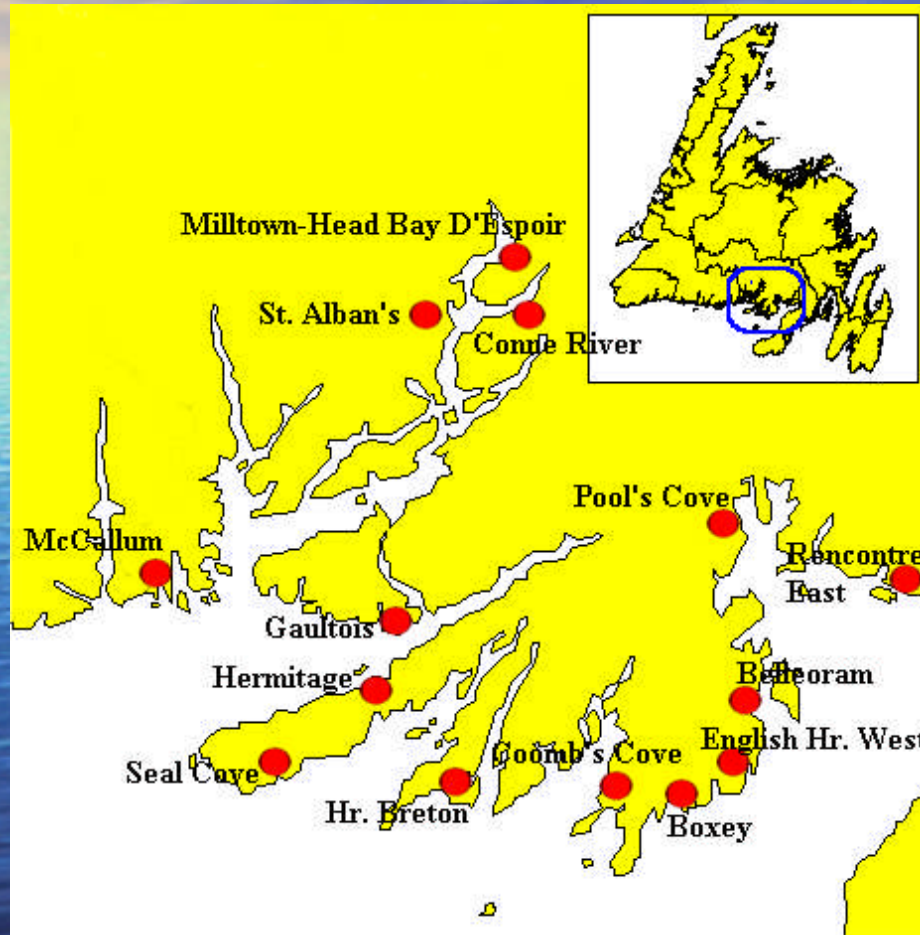 Milltown-Head Bay D'Espoir
St. Alban's
Conne River
Pool's Cove
McCallum
Rencontre
East
Gaultois
Hermitage
Belleoram
English Hr. West
Coomb's Cove
Seal Cove
Hr. Breton
Boxey